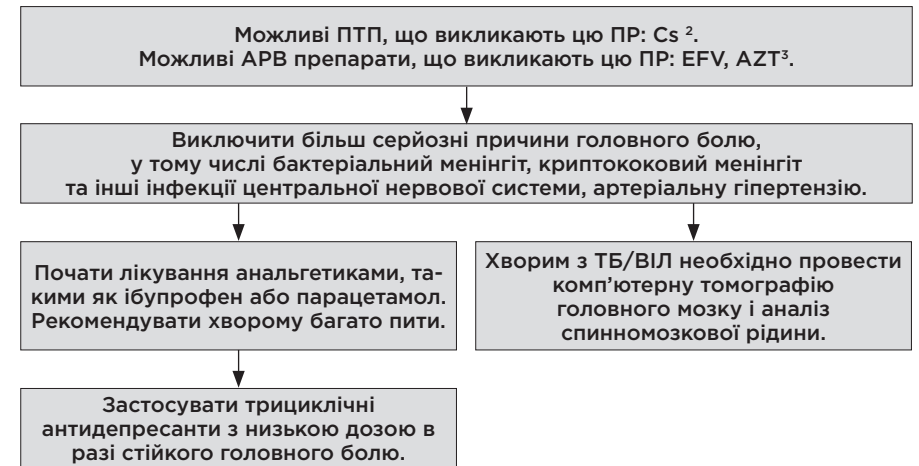 Можливі ПТП, що викликають цю ПР: Cs ².
Можливі АРВ препарати, що викликають цю ПР: EFV, AZT³.
Виключити більш серйозні причини головного болю,
у тому числі бактеріальний менінгіт, криптококовий менінгіт
та інші інфекції центральної нервової системи, артеріальну гіпертензію.
Почати лікування анальгетиками, та-
кими як ібупрофен або парацетамол.
Рекомендувати хворому багато пити.
Хворим з ТБ/ВІЛ необхідно провести
комп’ютерну томографію
головного мозку і аналіз
спинномозкової рідини.
Застосувати трициклічні
антидепресанти з низькою дозою в
разі стійкого головного болю.